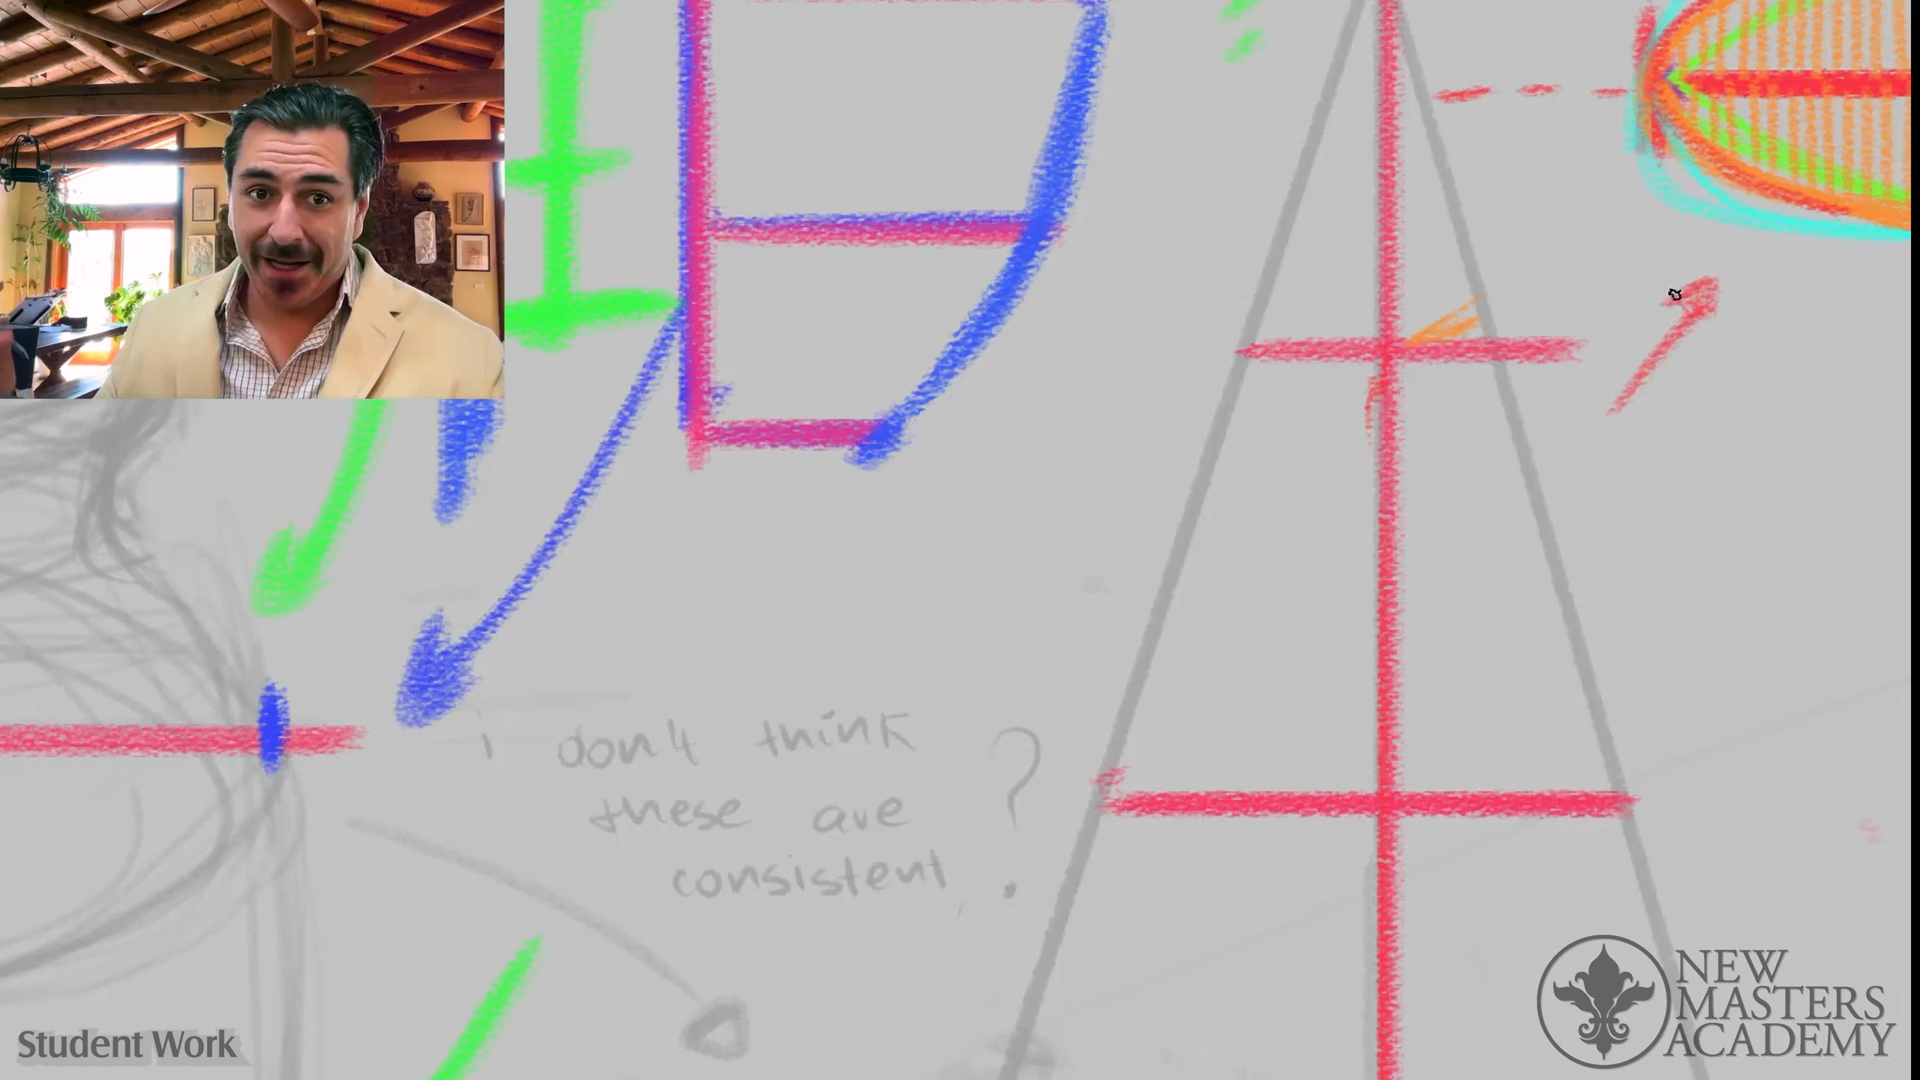 i don't think
these are ?
consistent
Student Work
NEW
MASTERS
ACADEMY